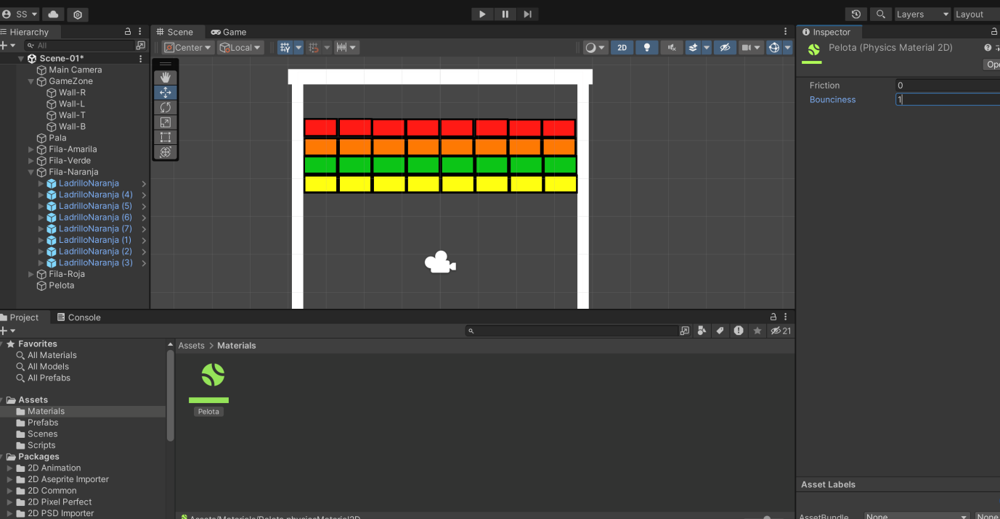 SS
Layers
Layout
Hierarchy
Scene
Game
Inspector
All
Center
Local
2D
Pelota (Physics Material 2D)
Ope
Scene-01*
Main Camera
GameZone
Wall-R
Wall-L
Wall-T
Wall-B
Pala
Fila-Amarila
Fila-Verde
Fila-Naranja
LadrilloNaranja
LadrilloNaranja (4)
LadrilloNaranja (5)
LadrilloNaranja (6)
LadrilloNaranja (7)
LadrilloNaranja (1)
LadrilloNaranja (2)
LadrilloNaranja (3)
Fila-Roja
Pelota
Friction 0
Bounciness 1
Project
Console
21
Favorites
All Materials
All Models
All Prefabs
Assets
Materials
Prefabs
Scenes
Scripts
Packages
2D Animation
2D Aseprite Importer
2D Common
2D Pixel Perfect
2D PSD Importer
Assets > Materials
Pelota
Assets/Materials/Pelota.physicsMaterial2D
Asset Labels
AssetBundle None None